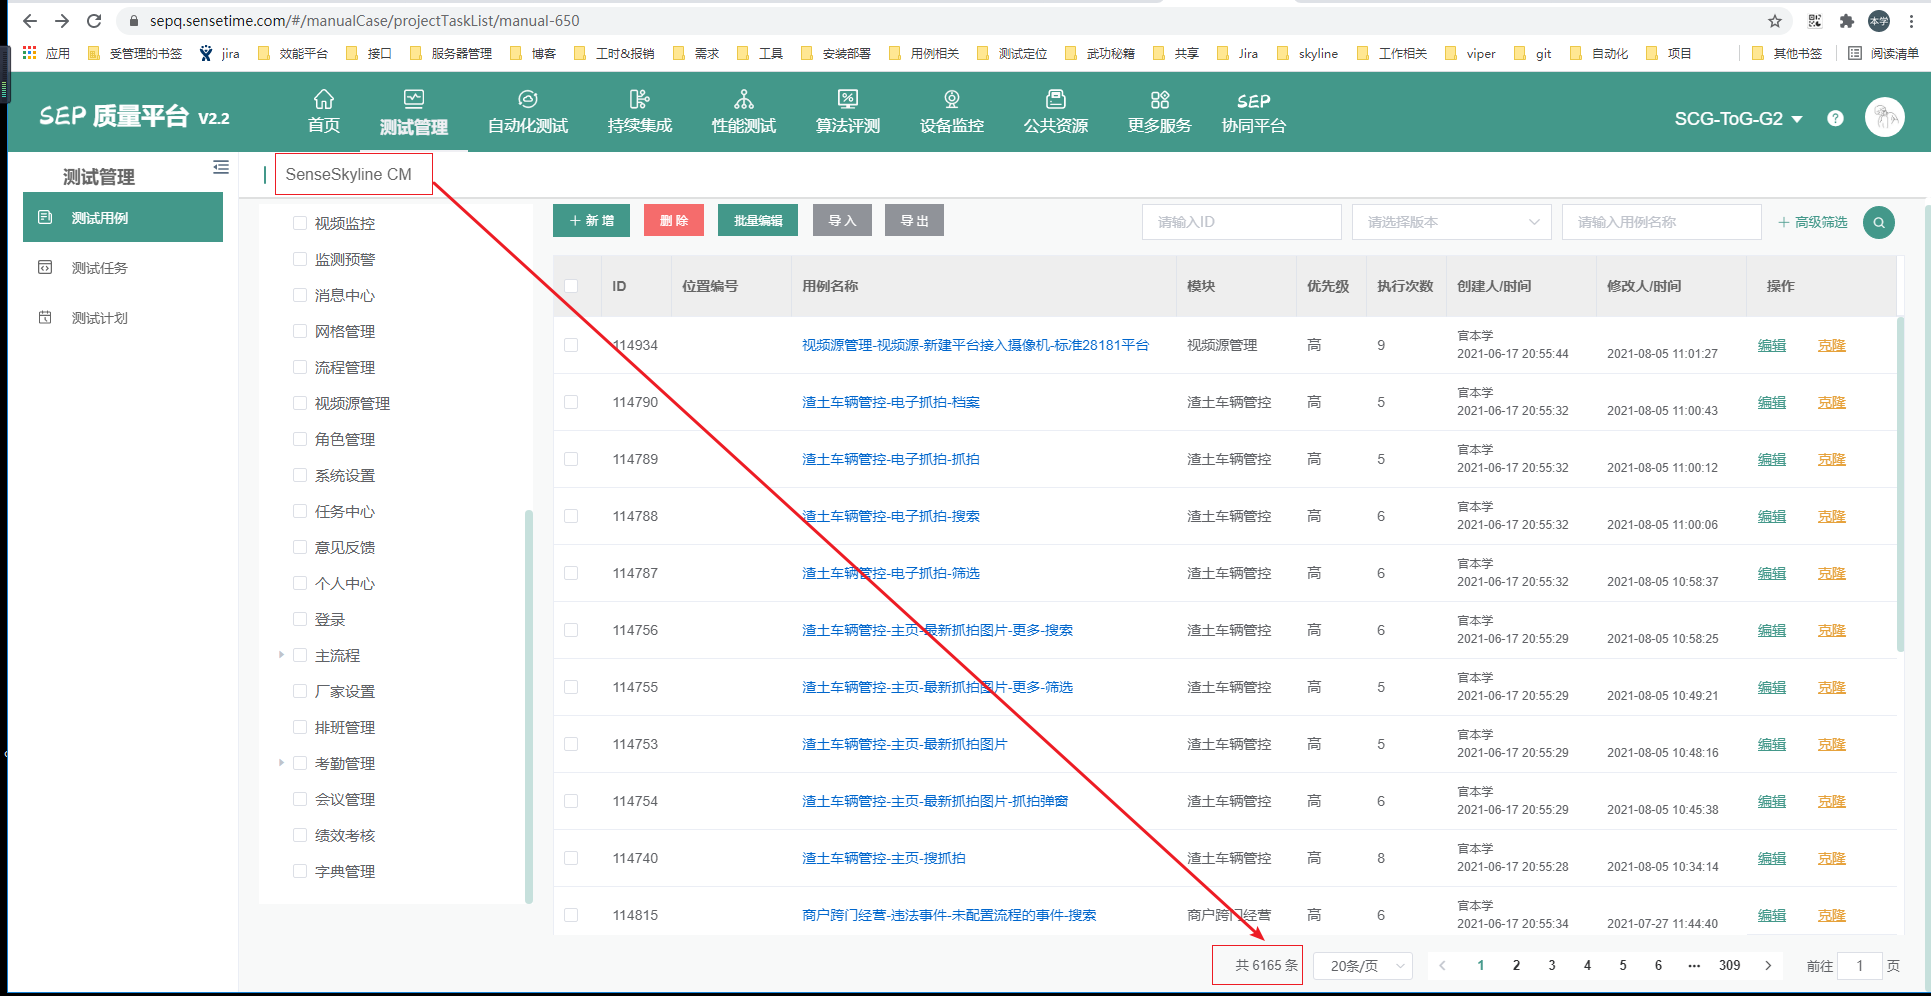 sepq.sensetime.com/#/manualCase/projectTaskList/manual-650
本学
应用 受管理的书签 jira 效能平台 接口 服务器管理 博客 工时&报销 需求 工具 安装部署 用例相关 测试定位 武功秘籍 共享 Jira skyline 工作相关 viper git 自动化 项目 其他书签 阅读清单
SEP 质量平台 V2.2
首页 测试管理 自动化测试 持续集成 性能测试 算法评测 设备监控 公共资源 更多服务 SEP 协同平台
SCG-ToG-G2
测试管理
测试用例
测试任务
测试计划
SenseSkyline CM
视频监控
监测预警
消息中心
网格管理
流程管理
视频源管理
角色管理
系统设置
任务中心
意见反馈
个人中心
登录
主流程
厂家设置
排班管理
考勤管理
会议管理
绩效考核
字典管理
+ 新 增 删 除 批量编辑 导 入 导 出 请输入ID 请选择版本 请输入用例名称 + 高级筛选
ID 位置编号 用例名称 模块 优先级 执行次数 创建人/时间 修改人/时间 操作
114934 视频源管理-视频源-新建平台接入摄像机-标准28181平台 视频源管理 高 9 官本学 2021-06-17 20:55:44 2021-08-05 11:01:27 编辑 克隆
114790 渣土车辆管控-电子抓拍-档案 渣土车辆管控 高 5 官本学 2021-06-17 20:55:32 2021-08-05 11:00:43 编辑 克隆
114789 渣土车辆管控-电子抓拍-抓拍 渣土车辆管控 高 5 官本学 2021-06-17 20:55:32 2021-08-05 11:00:12 编辑 克隆
114788 渣土车辆管控-电子抓拍-搜索 渣土车辆管控 高 6 官本学 2021-06-17 20:55:32 2021-08-05 11:00:06 编辑 克隆
114787 渣土车辆管控-电子抓拍-筛选 渣土车辆管控 高 6 官本学 2021-06-17 20:55:32 2021-08-05 10:58:37 编辑 克隆
114756 渣土车辆管控-主页-最新抓拍图片-更多-搜索 渣土车辆管控 高 6 官本学 2021-06-17 20:55:29 2021-08-05 10:58:25 编辑 克隆
114755 渣土车辆管控-主页-最新抓拍图片-更多-筛选 渣土车辆管控 高 5 官本学 2021-06-17 20:55:29 2021-08-05 10:49:21 编辑 克隆
114753 渣土车辆管控-主页-最新抓拍图片 渣土车辆管控 高 5 官本学 2021-06-17 20:55:29 2021-08-05 10:48:16 编辑 克隆
114754 渣土车辆管控-主页-最新抓拍图片-抓拍弹窗 渣土车辆管控 高 6 官本学 2021-06-17 20:55:29 2021-08-05 10:45:38 编辑 克隆
114740 渣土车辆管控-主页-搜抓拍 渣土车辆管控 高 8 官本学 2021-06-17 20:55:28 2021-08-05 10:34:14 编辑 克隆
114815 商户跨门经营-违法事件-未配置流程的事件-搜索 商户跨门经营 高 6 官本学 2021-06-17 20:55:34 2021-07-27 11:44:40 编辑 克隆
共 6165 条 20条/页 1 2 3 4 5 6 ··· 309 前往 1 页